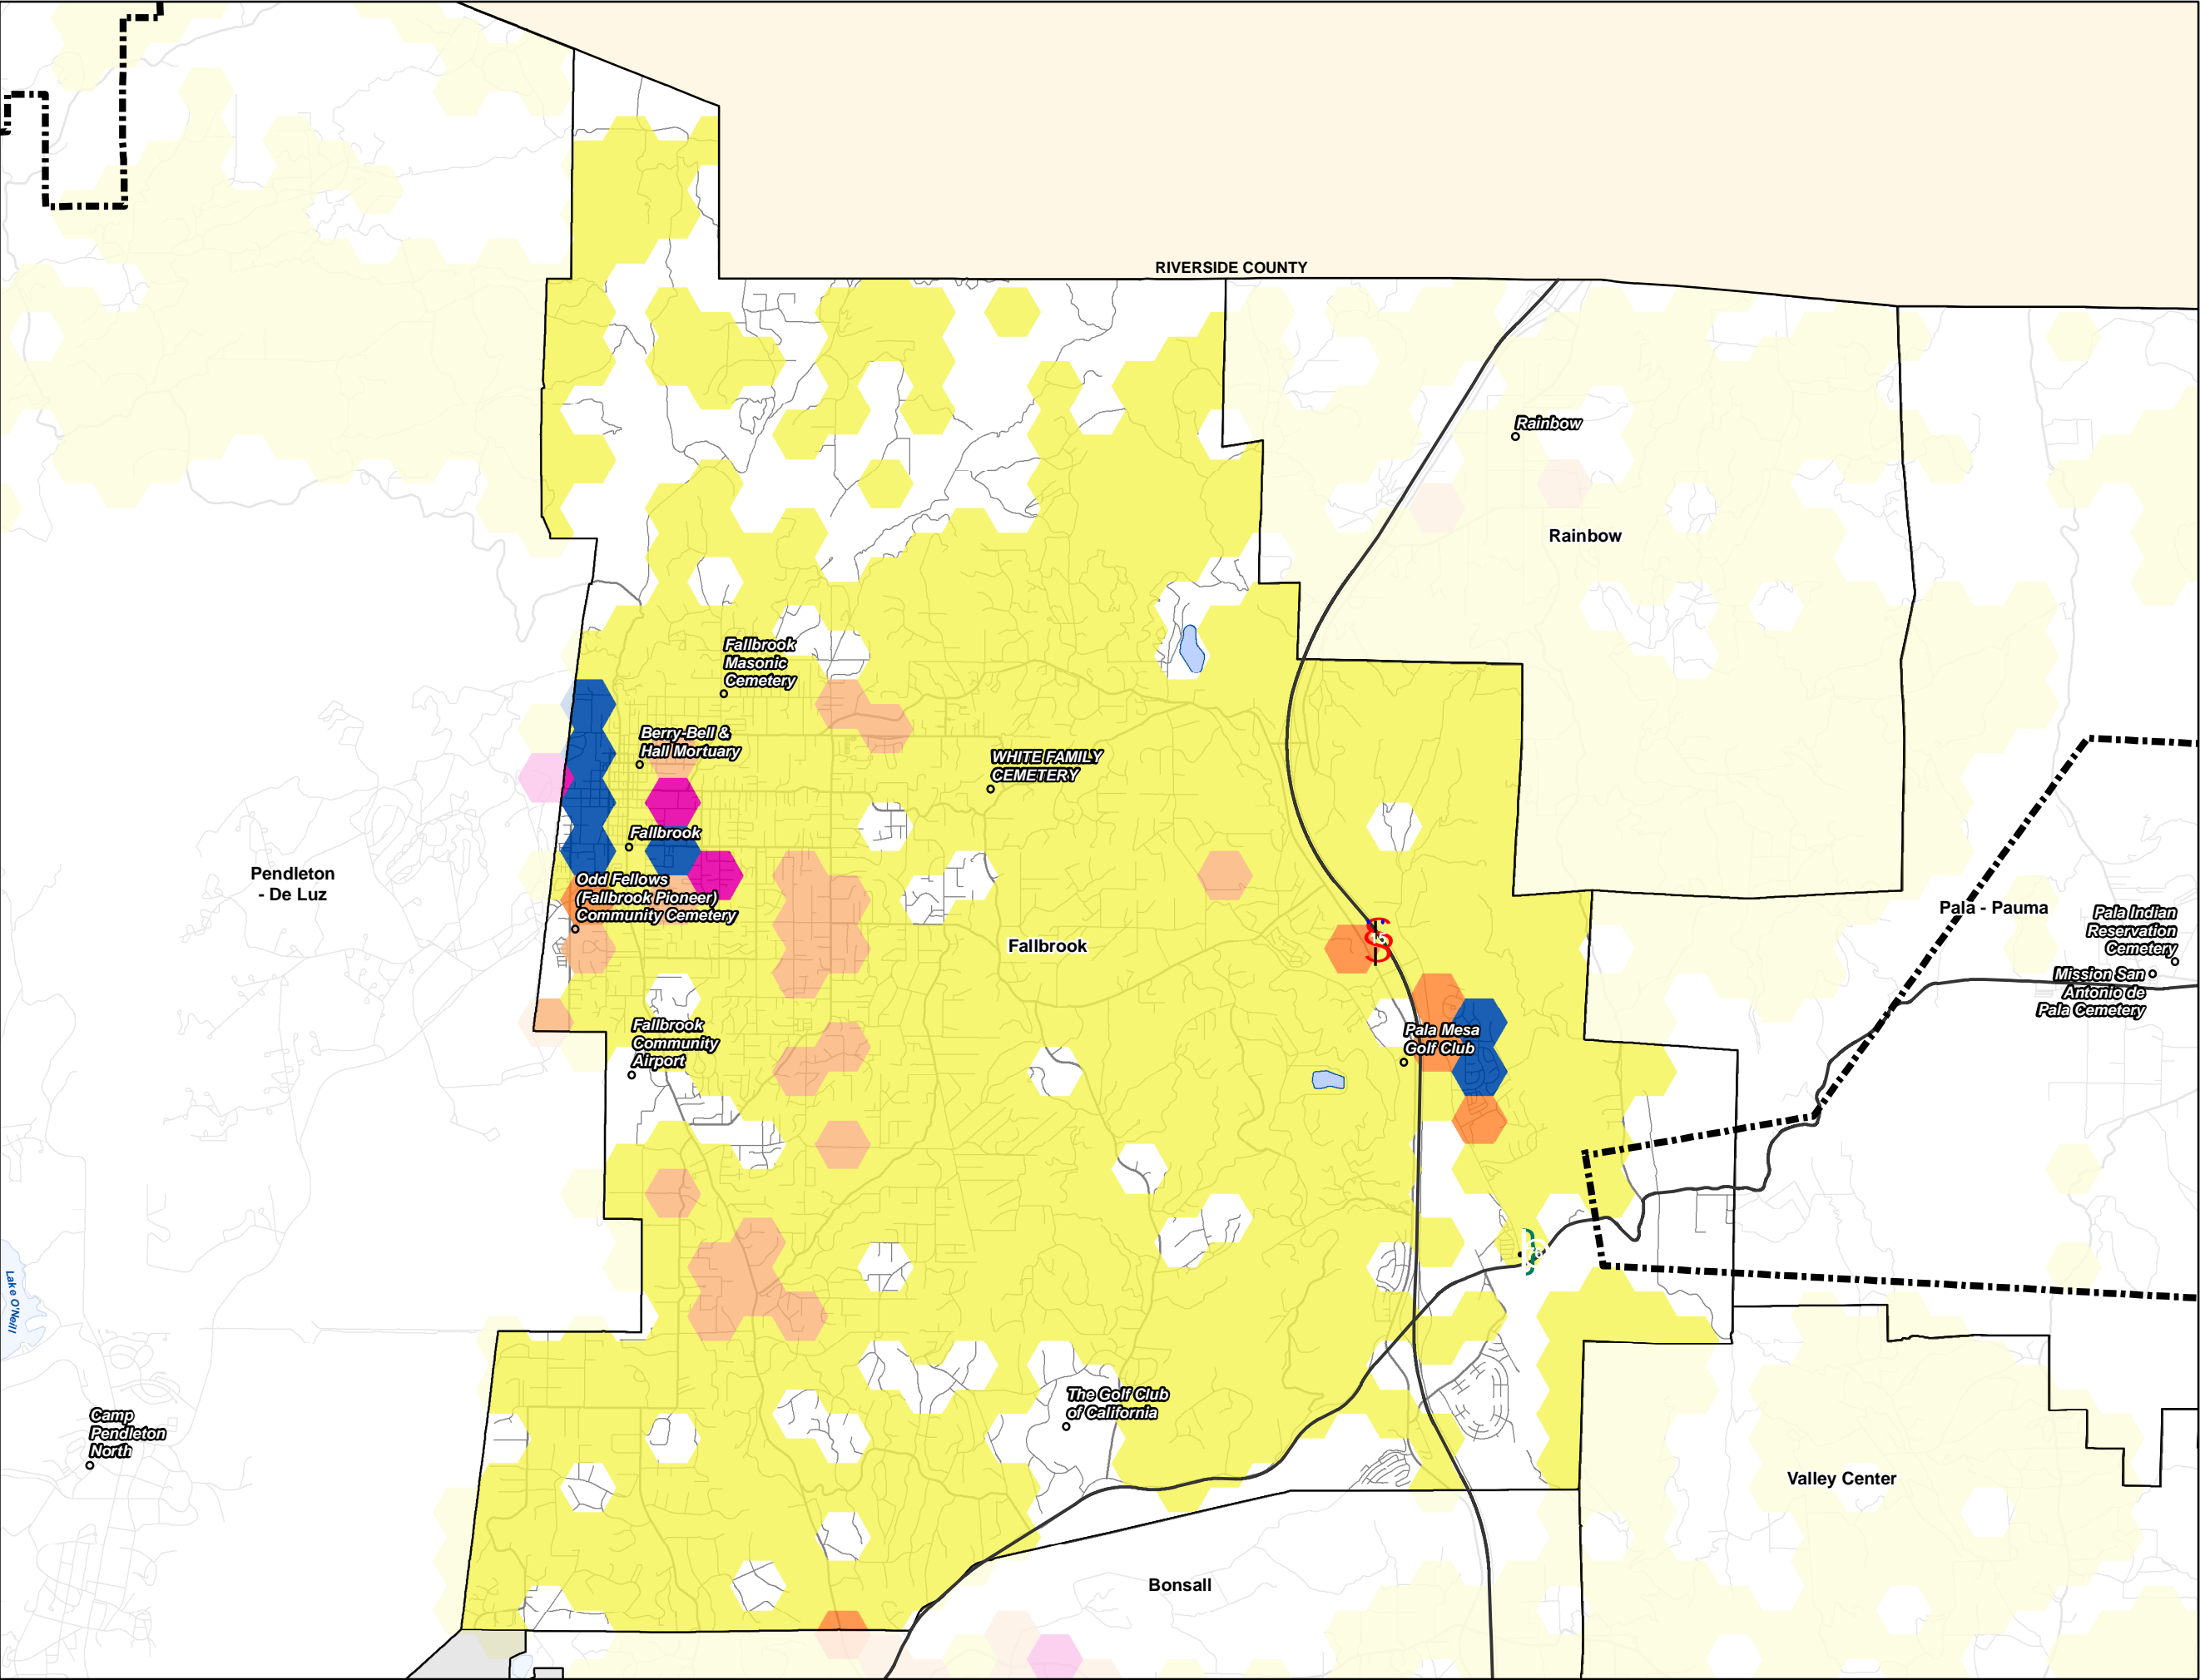 RIVERSIDE COUNTY
Rainbow
Rainbow
Fallbrook
Masonic
Cemetery
Berry-Bell &
Hall Mortuary
WHITE FAMILY
CEMETERY
Fallbrook
Pendleton
- De Luz
Odd Fellows
(Fallbrook Pioneer)
Community Cemetery
Fallbrook
15
Pala - Pauma
Pala Indian
Reservation
Cemetery
Mission San
Antonio de
Pala Cemetery
Fallbrook
Community
Airport
Pala Mesa
Golf Club
76
Lake O'Neill
The Golf Club
of California
Camp
Pendleton
North
Valley Center
Bonsall